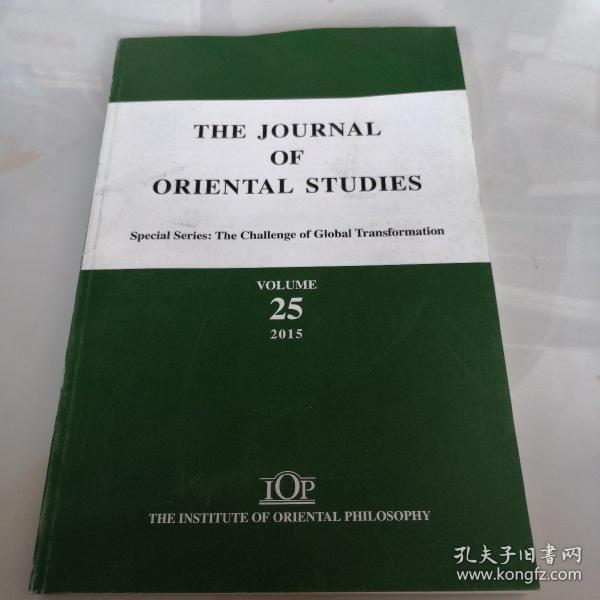 THE JOURNAL
OF
ORIENTAL STUDIES
Special Series: The Challenge of Global Transformation
VOLUME
25
2015
IOP
THE INSTITUTE OF ORIENTAL PHILOSOPHY
孔夫子旧書网
www.kongfz.com